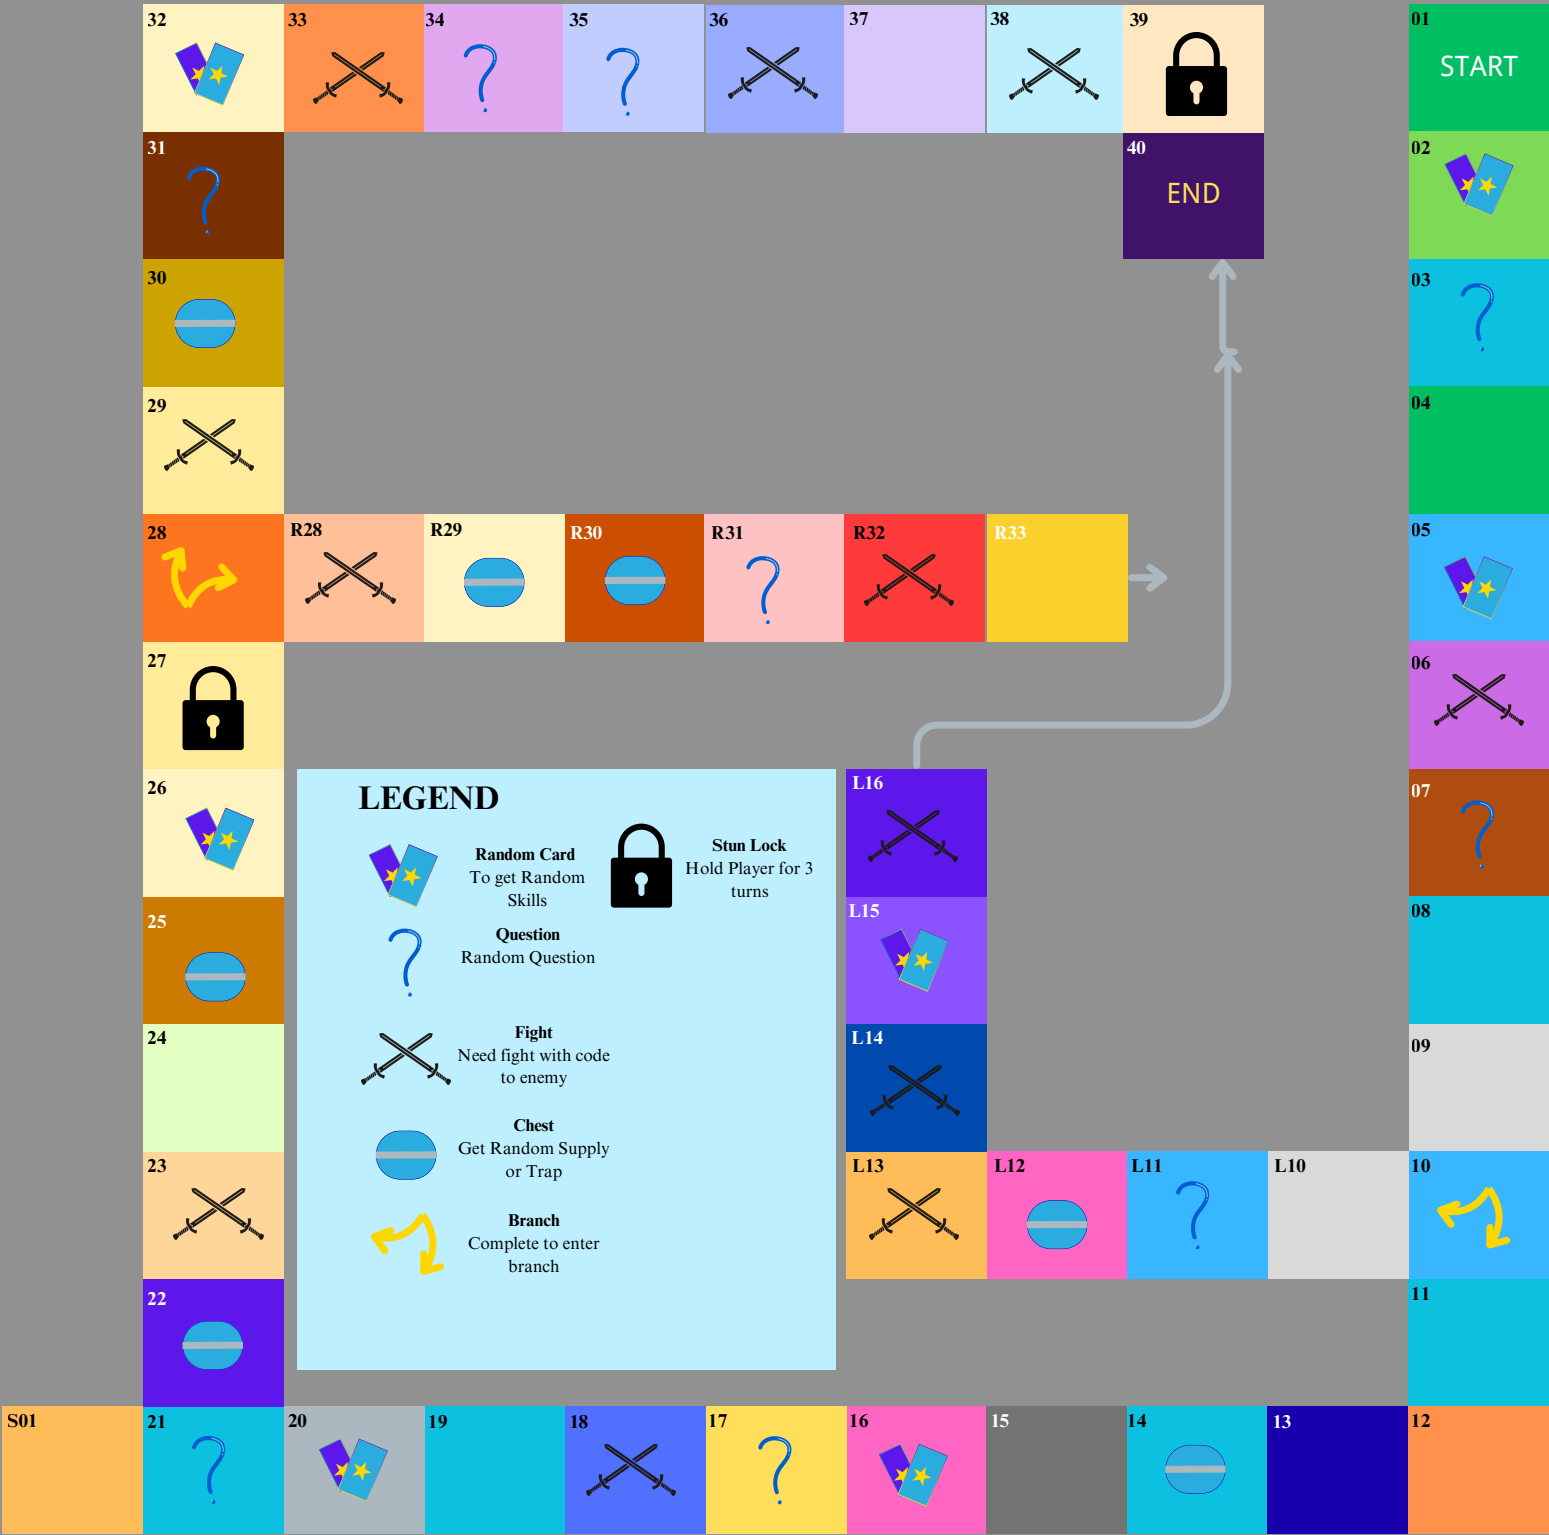 32
33
34
35
36
37
38
39
01
START
31
40
END
02
30
03
29
04
28
R28
R29
R30
R31
R32
R33
05
27
06
26
LEGEND
Random Card
To get Random
Skills
Stun Lock
Hold Player for 3
turns
Question
Random Question
Fight
Need fight with code
to enemy
Chest
Get Random Supply
or Trap
Branch
Complete to enter
branch
L16
07
25
L15
08
24
L14
09
23
L13
L12
L11
L10
10
22
11
S01
21
20
19
18
17
16
15
14
13
12